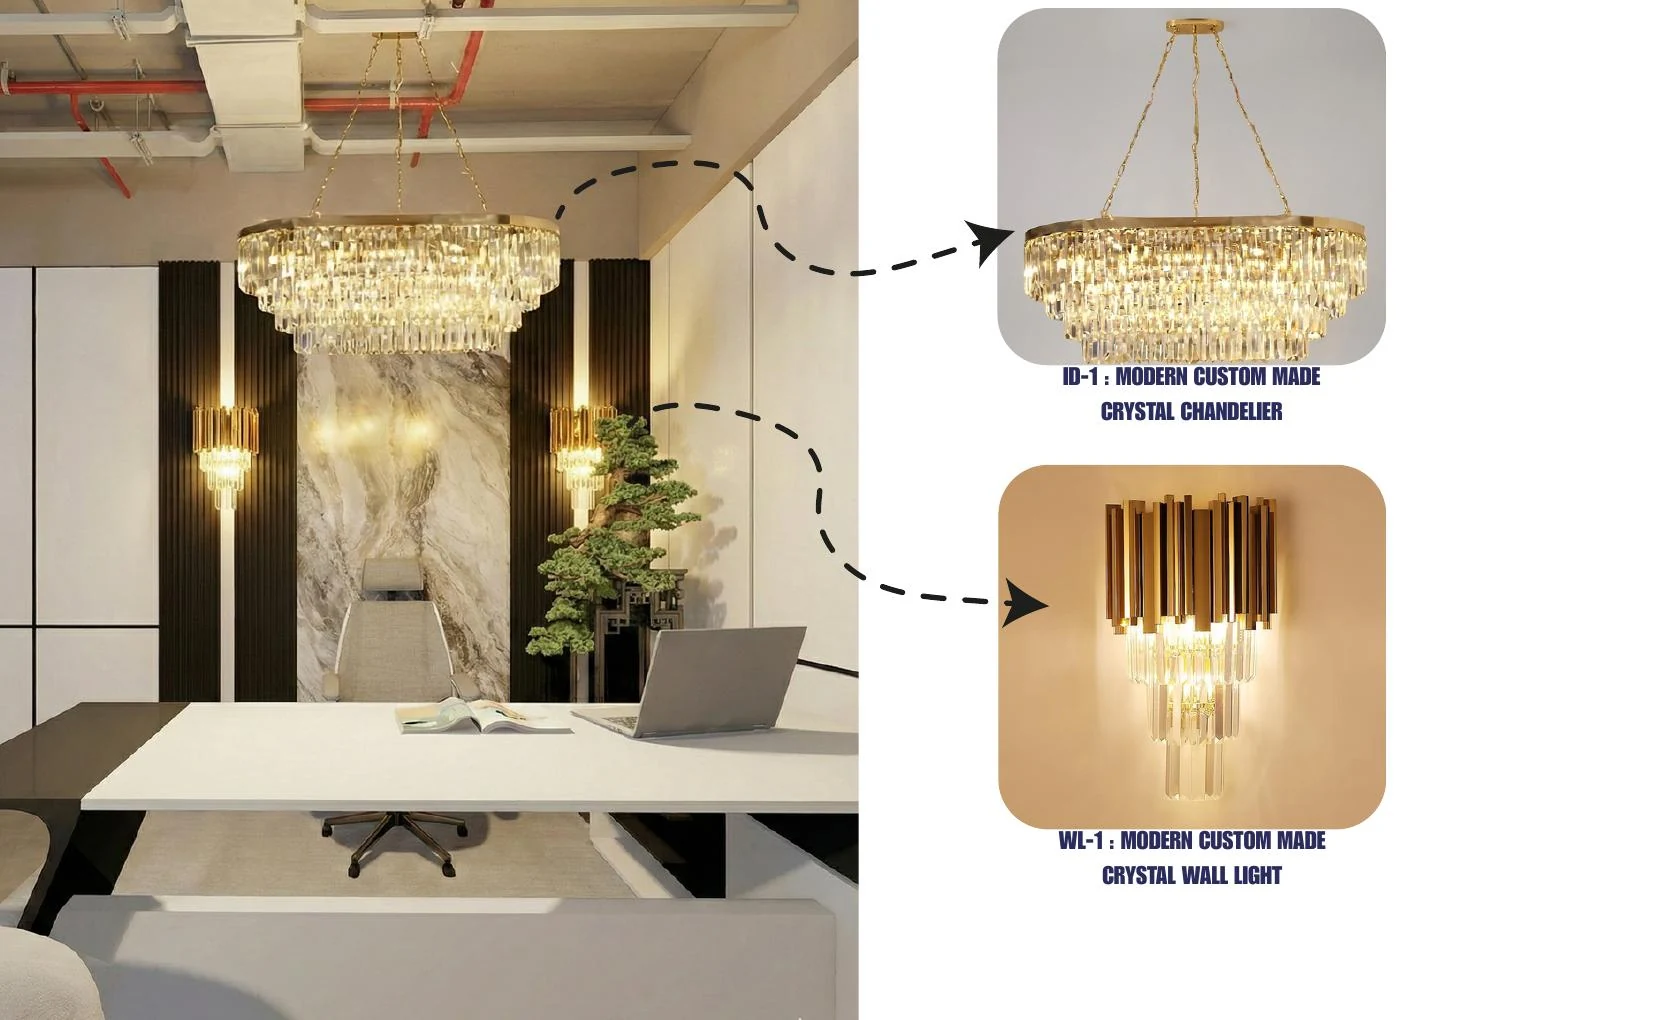 ID-1 : MODERN CUSTOM MADE
CRYSTAL CHANDELIER
WL-1 : MODERN CUSTOM MADE
CRYSTAL WALL LIGHT